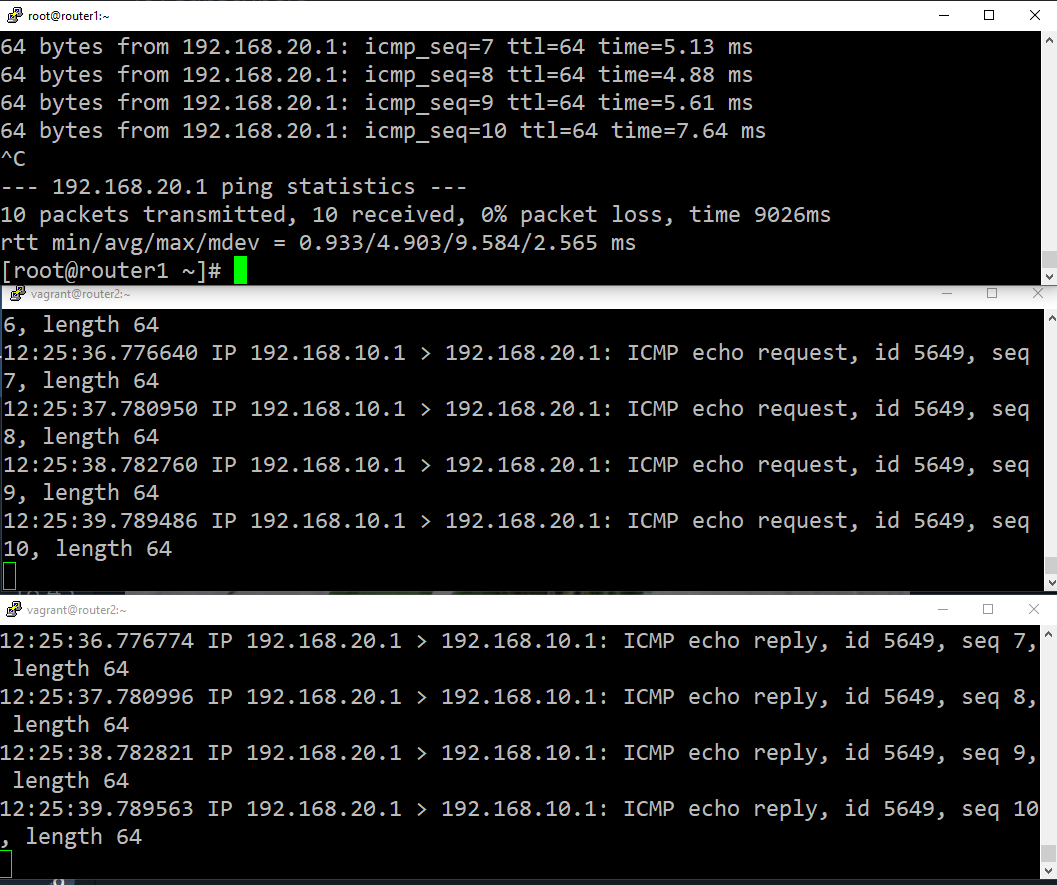 root@router1:~
64 bytes from 192.168.20.1: icmp_seq=7 ttl=64 time=5.13 ms
64 bytes from 192.168.20.1: icmp_seq=8 ttl=64 time=4.88 ms
64 bytes from 192.168.20.1: icmp_seq=9 ttl=64 time=5.61 ms
64 bytes from 192.168.20.1: icmp_seq=10 ttl=64 time=7.64 ms
^C
--- 192.168.20.1 ping statistics ---
10 packets transmitted, 10 received, 0% packet loss, time 9026ms
rtt min/avg/max/mdev = 0.933/4.903/9.584/2.565 ms
[root@router1 ~]#
vagrant@router2:~
6, length 64
12:25:36.776640 IP 192.168.10.1 > 192.168.20.1: ICMP echo request, id 5649, seq
7, length 64
12:25:37.780950 IP 192.168.10.1 > 192.168.20.1: ICMP echo request, id 5649, seq
8, length 64
12:25:38.782760 IP 192.168.10.1 > 192.168.20.1: ICMP echo request, id 5649, seq
9, length 64
12:25:39.789486 IP 192.168.10.1 > 192.168.20.1: ICMP echo request, id 5649, seq
10, length 64
vagrant@router2:~
12:25:36.776774 IP 192.168.20.1 > 192.168.10.1: ICMP echo reply, id 5649, seq 7,
 length 64
12:25:37.780996 IP 192.168.20.1 > 192.168.10.1: ICMP echo reply, id 5649, seq 8,
 length 64
12:25:38.782821 IP 192.168.20.1 > 192.168.10.1: ICMP echo reply, id 5649, seq 9,
 length 64
12:25:39.789563 IP 192.168.20.1 > 192.168.10.1: ICMP echo reply, id 5649, seq 10
, length 64